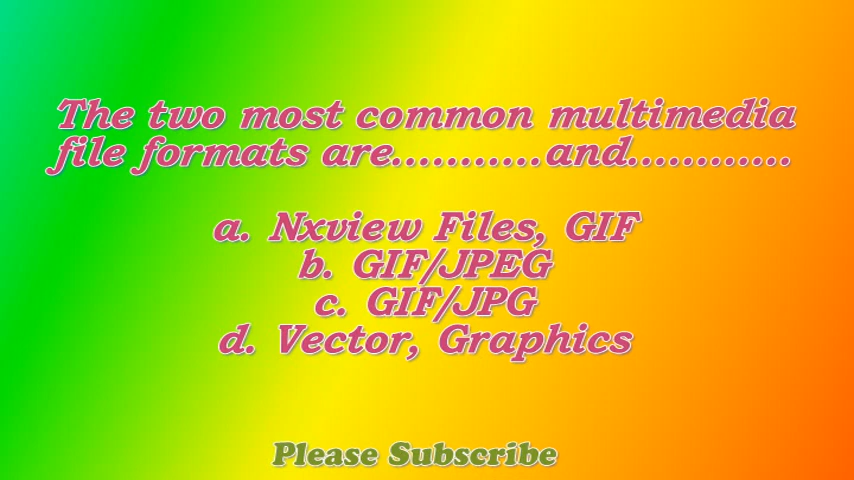 The two most common multimedia
file formats are...........and............
a. Nxview Files, GIF
b. GIF/JPEG
c. GIF/JPG
d. Vector, Graphics
Please Subscribe